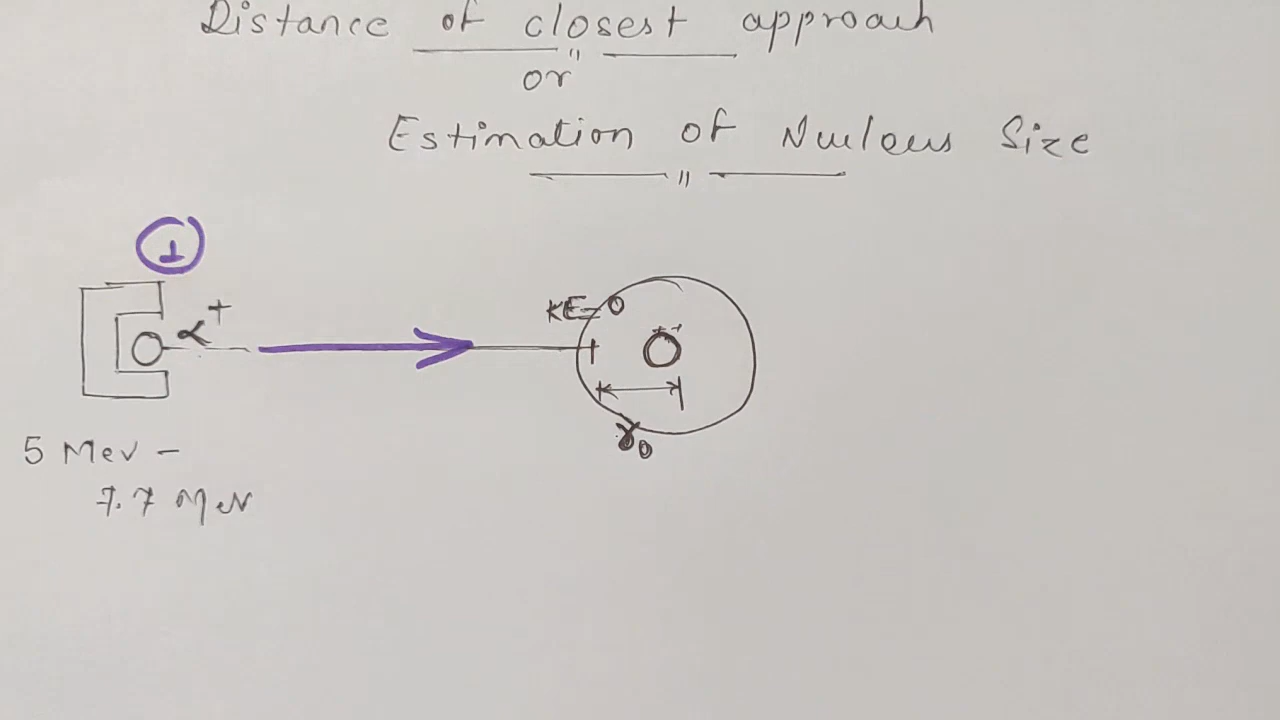 Distance of closest approach
or
Estimation of Nucleus Size
1
α+
KE=0
++
r0
5 Mev -
7.7 Mev